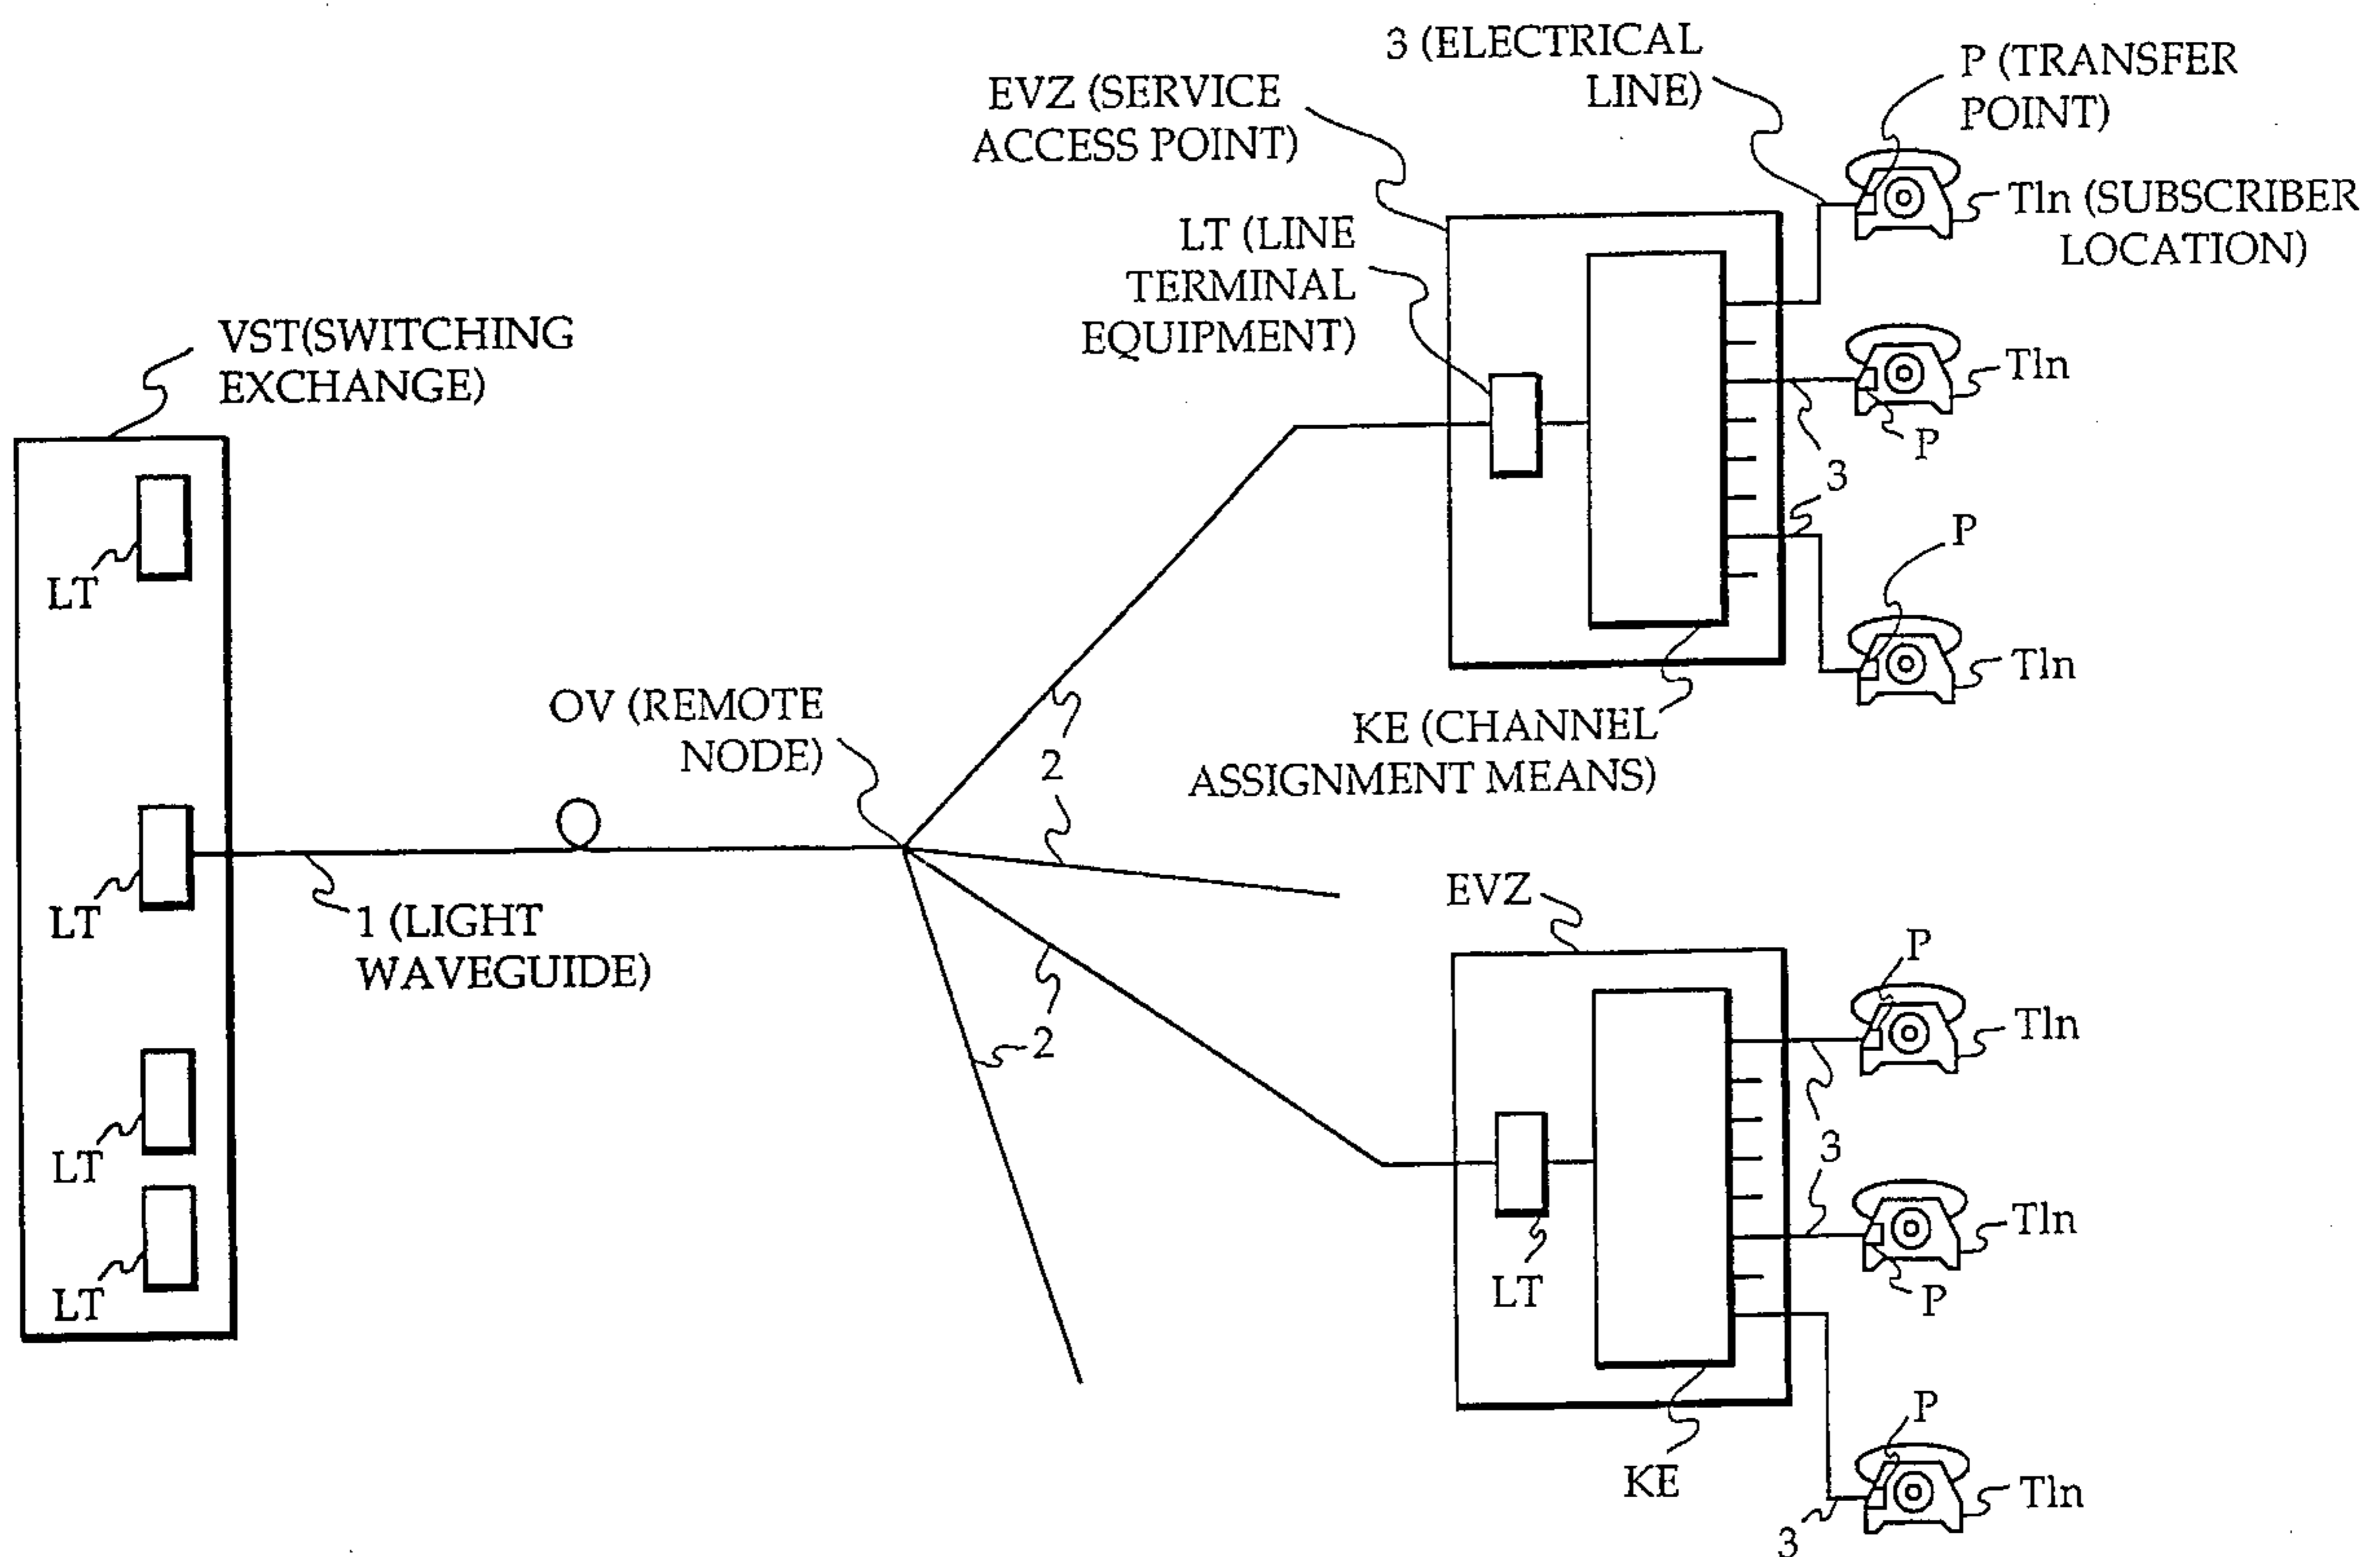 3 (ELECTRICAL
LINE)
P (TRANSFER
POINT)
EVZ (SERVICE
ACCESS POINT)
Tln (SUBSCRIBER
LOCATION)
LT (LINE
TERMINAL
EQUIPMENT)
VST(SWITCHING
EXCHANGE)
Tln
P
3
LT
P
Tln
OV (REMOTE
NODE)
KE (CHANNEL
ASSIGNMENT MEANS)
2
LT
1 (LIGHT
WAVEGUIDE)
EVZ
P
Tln
2
3
LT
Tln
LT
LT
P
P
KE
Tln
3